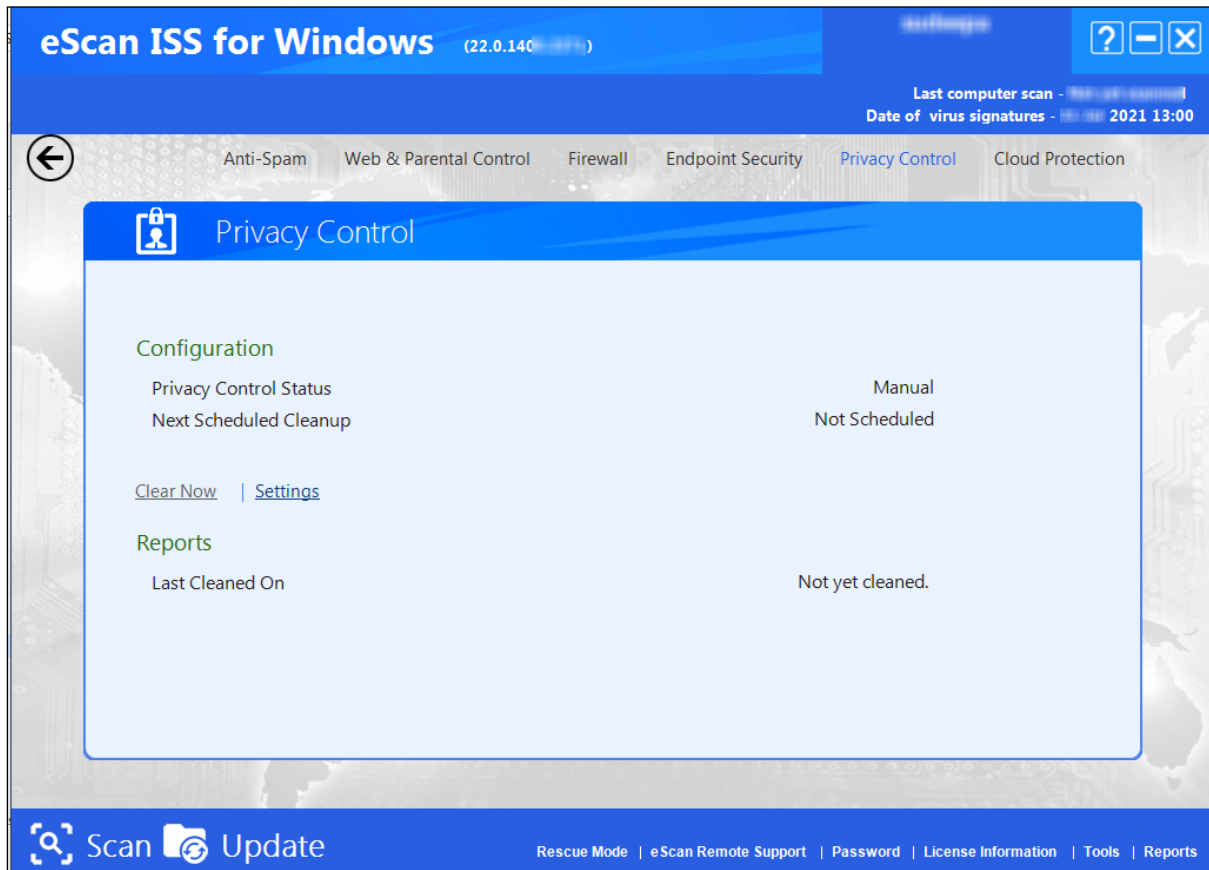 eScan ISS for Windows (22.0.140
?
Last computer scan -
Date of virus signatures - 2021 13:00
Anti-Spam Web & Parental Control Firewall Endpoint Security Privacy Control Cloud Protection
Privacy Control
Configuration
Privacy Control Status Manual
Next Scheduled Cleanup Not Scheduled
Clear Now | Settings
Reports
Last Cleaned On Not yet cleaned.
Scan Update Rescue Mode | eScan Remote Support | Password | License Information | Tools | Reports